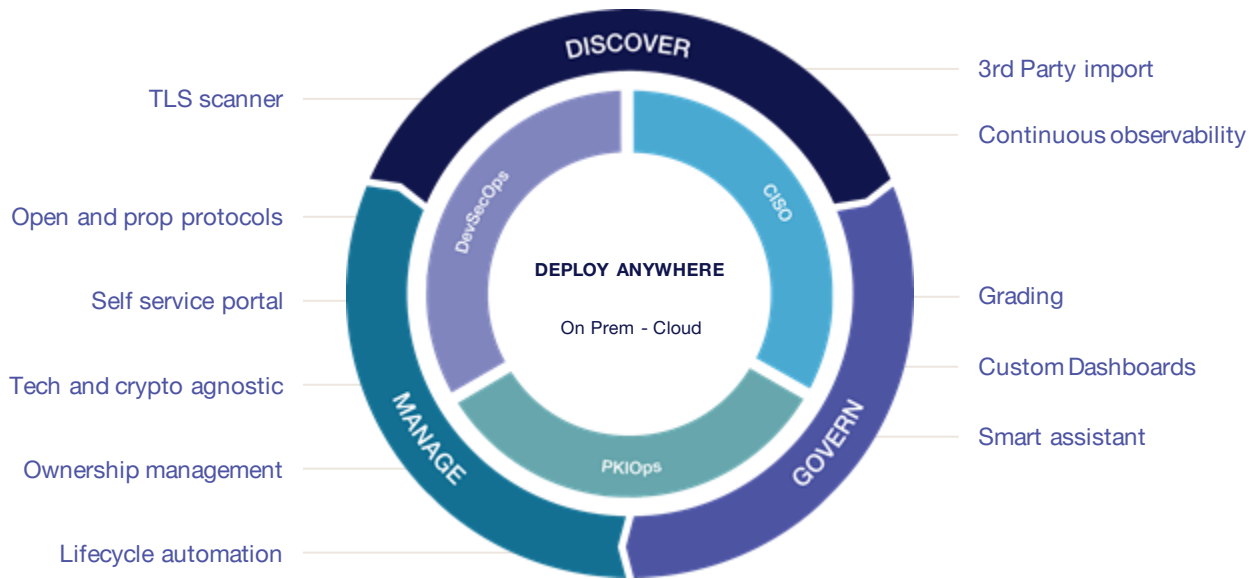 DISCOVER
3rd Party import
TLS scanner
Continuous observability
DevSecOps
CISO
Open and prop protocols
DEPLOY ANYWHERE
Self service portal
Grading
On Prem - Cloud
Tech and crypto agnostic
Custom Dashboards
MANAGE
GOVERN
Smart assistant
Ownership management
PKIOps
Lifecycle automation